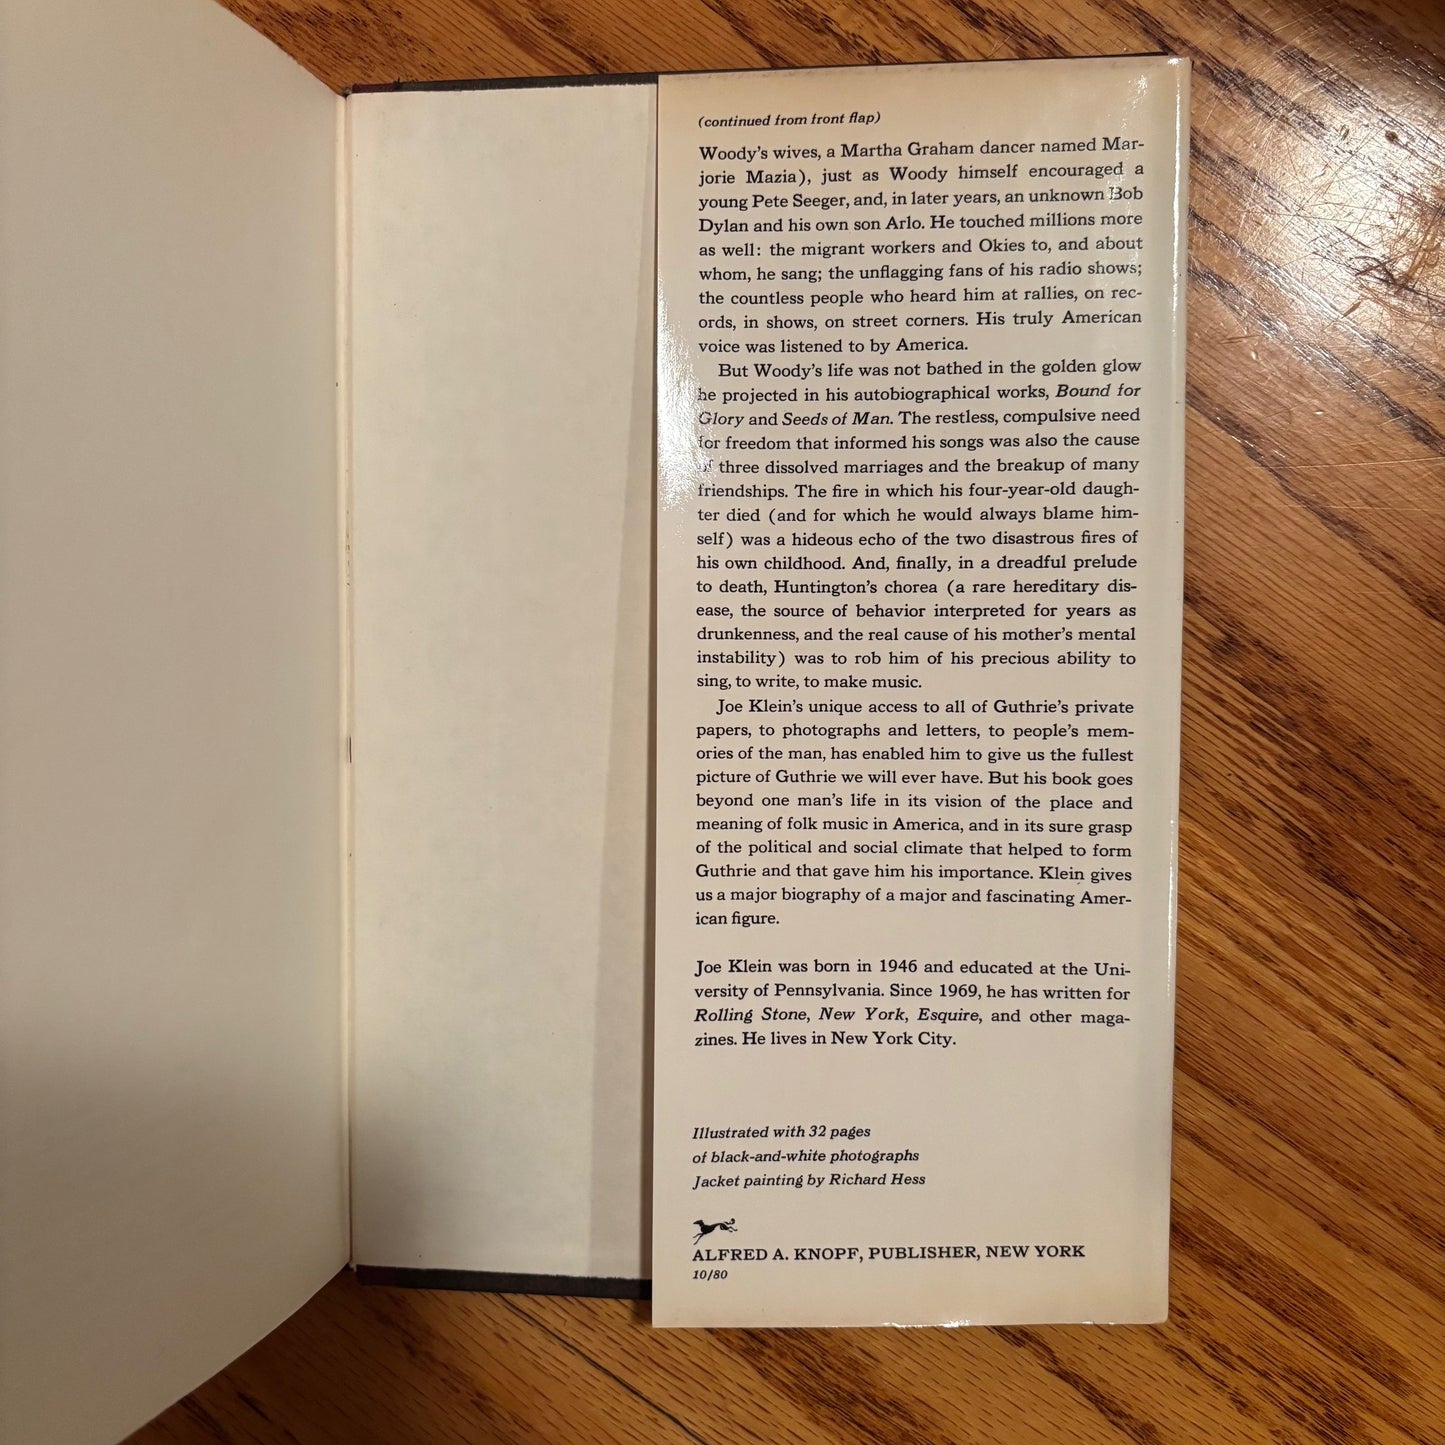 (continued from front flap)
Woody's wives, a Martha Graham dancer named Mar-
jorie Mazia), just as Woody himself encouraged a
young Pete Seeger, and, in later years, an unknown Bob
Dylan and his own son Arlo. He touched millions more
as well: the migrant workers and Okies to, and about
whom, he sang; the unflagging fans of his radio shows;
the countless people who heard him at rallies, on rec-
ords, in shows, on street corners. His truly American
voice was listened to by America.
But Woody's life was not bathed in the golden glow
he projected in his autobiographical works, Bound for
Glory and Seeds of Man. The restless, compulsive need
for freedom that informed his songs was also the cause
of three dissolved marriages and the breakup of many
friendships. The fire in which his four-year-old daugh-
ter died (and for which he would always blame him-
self) was a hideous echo of the two disastrous fires of
his own childhood. And, finally, in a dreadful prelude
to death, Huntington's chorea (a rare hereditary dis-
ease, the source of behavior interpreted for years as
drunkenness, and the real cause of his mother's mental
instability) was to rob him of his precious ability to
sing, to write, to make music.
Joe Klein's unique access to all of Guthrie's private
papers, to photographs and letters, to people's mem-
ories of the man, has enabled him to give us the fullest
picture of Guthrie we will ever have. But his book goes
beyond one man's life in its vision of the place and
meaning of folk music in America, and in its sure grasp
of the political and social climate that helped to form
Guthrie and that gave him his importance. Klein gives
us a major biography of a major and fascinating Amer-
ican figure.
Joe Klein was born in 1946 and educated at the Uni-
versity of Pennsylvania. Since 1969, he has written for
Rolling Stone, New York, Esquire, and other maga-
zines. He lives in New York City.
Illustrated with 32 pages
of black-and-white photographs
Jacket painting by Richard Hess
ALFRED A. KNOPF, PUBLISHER, NEW YORK
10/80